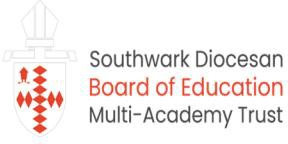 Southwark Diocesan
Board of Education
Multi-Academy Trust